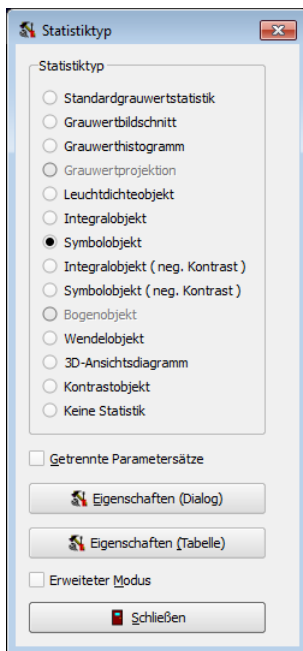 Statistiktyp
Statistiktyp
Standardgrauwertstatistik
Grauwertbildschnitt
Grauwerthistogramm
Grauwertprojektion
Leuchtdichteobjekt
Integralobjekt
Symbolobjekt
Integralobjekt ( neg. Kontrast )
Symbolobjekt ( neg. Kontrast )
Bogenobjekt
Wendelobjekt
3D-Ansichtsdiagramm
Kontrastobjekt
Keine Statistik
Getrennte Parametersätze
Eigenschaften (Dialog)
Eigenschaften (Tabelle)
Erweiteter Modus
Schließen